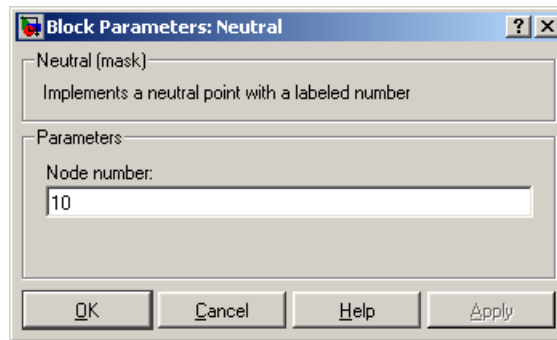 Block Parameters: Neutral
Neutral (mask)
Implements a neutral point with a labeled number
Parameters
Node number:
10
OK Cancel Help Apply